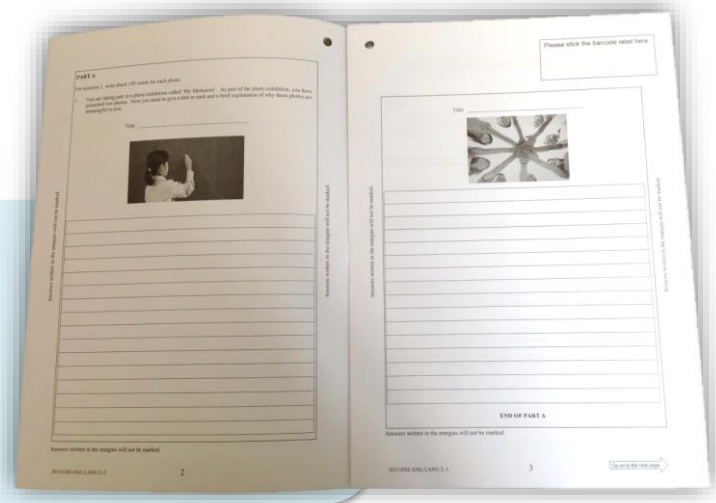 PART A
For question 1, write about 100 words for each photo.
1. You are taking part in a photo exhibition called 'My Memories'. As part of the photo exhibition, you have
presented two photos. Now you need to give a title to each and a brief explanation of why these photos are
meaningful to you.
Title
Answers written in the margins will not be marked.
Answers written in the margins will not be marked.
Answers written in the margins will not be marked.
2
Please stick the barcode label here
Title
Answers written in the margins will not be marked.
Answers written in the margins will not be marked.
END OF PART A
Answers written in the margins will not be marked.
3
Go on to the next page